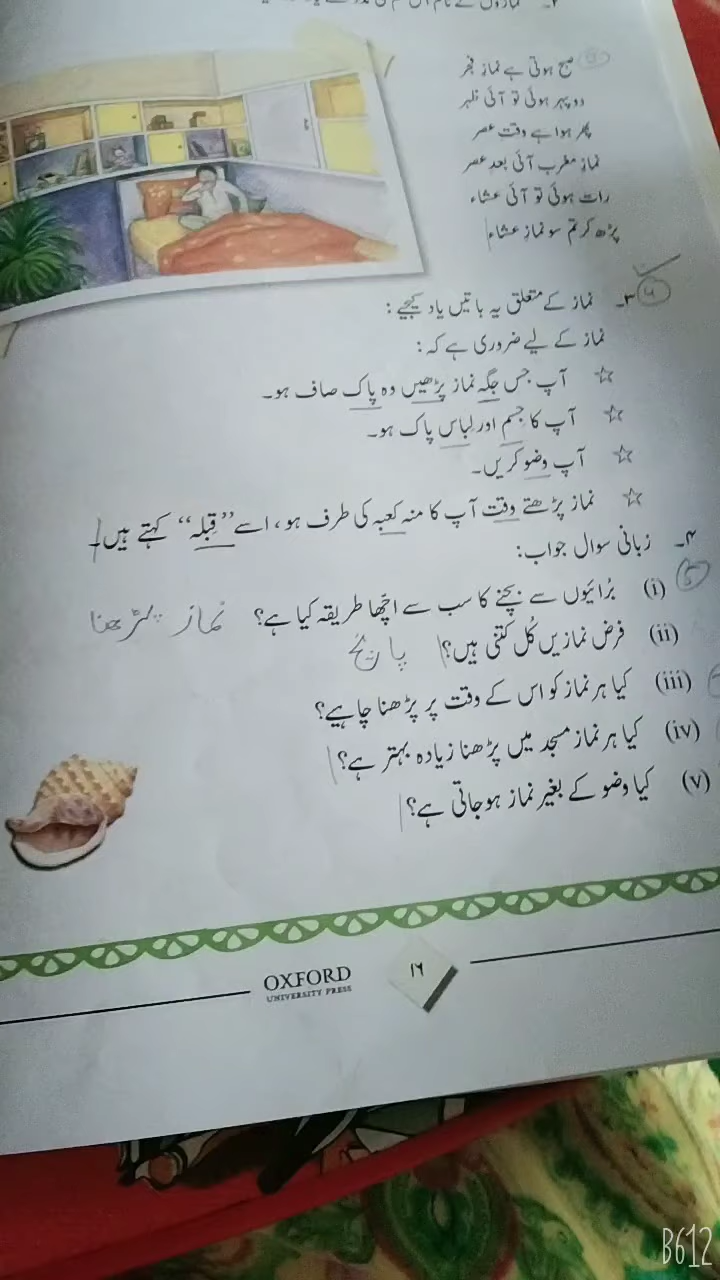 صبح ہوتی ہے نمازِ فجر
دوپہر ہوئی تو آئی ظہر
پھر ہوا ہے وقتِ عصر
نمازِ مغرب آئی بعد عصر
رات ہوئی تو آئی عشاء
پڑھ کر تم سو نمازِ عشاء
۳۔ نماز کے متعلق یہ باتیں یاد کیجیے:
نماز کے لیے ضروری ہے کہ:
☆ آپ جس جگہ نماز پڑھیں وہ پاک صاف ہو۔
☆ آپ کا جسم اور لباس پاک ہو۔
☆ آپ وضو کریں۔
☆ نماز پڑھتے وقت آپ کا منہ کعبہ کی طرف ہو، اسے ”قِبلہ“ کہتے ہیں۔
۴۔ زبانی سوال جواب:
(i) بُرائیوں سے بچنے کا سب سے اچھا طریقہ کیا ہے؟ نماز پڑھنا
(ii) فرض نمازیں کُل کتنی ہیں؟ پانچ
(iii) کیا ہر نماز کو اس کے وقت پر پڑھنا چاہیے؟
(iv) کیا ہر نماز مسجد میں پڑھنا زیادہ بہتر ہے؟
(v) کیا وضو کے بغیر نماز ہو جاتی ہے؟
OXFORD
UNIVERSITY PRESS
۱۶
B612